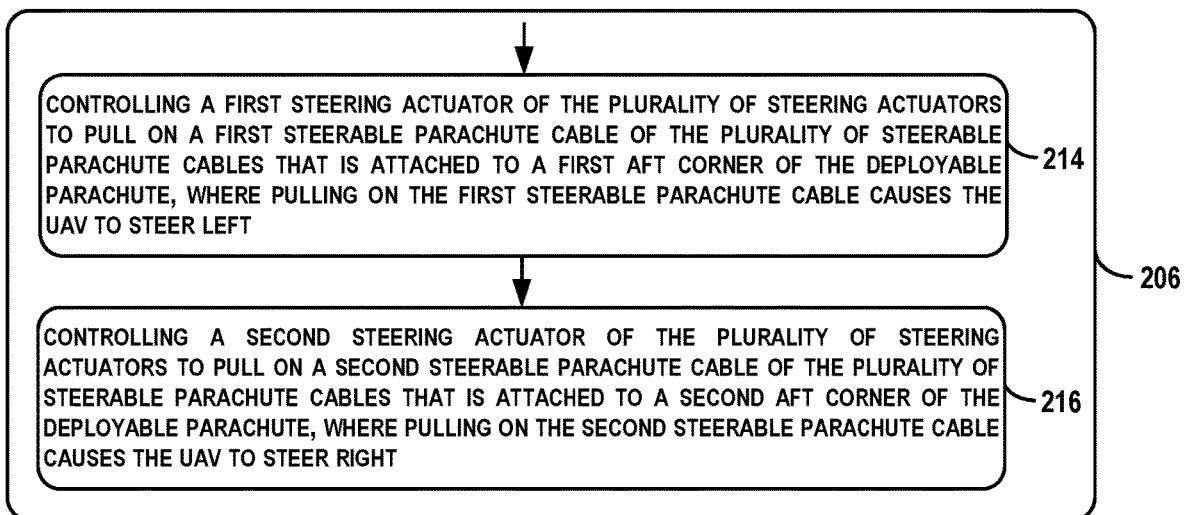 CONTROLLING A FIRST STEERING ACTUATOR OF THE PLURALITY OF STEERING ACTUATORS
TO PULL ON A FIRST STEERABLE PARACHUTE CABLE OF THE PLURALITY OF STEERABLE
PARACHUTE CABLES THAT IS ATTACHED TO A FIRST AFT CORNER OF THE DEPLOYABLE
PARACHUTE, WHERE PULLING ON THE FIRST STEERABLE PARACHUTE CABLE CAUSES THE
UAV TO STEER LEFT
214
206
CONTROLLING A SECOND STEERING ACTUATOR OF THE PLURALITY OF STEERING
ACTUATORS TO PULL ON A SECOND STEERABLE PARACHUTE CABLE OF THE PLURALITY OF
STEERABLE PARACHUTE CABLES THAT IS ATTACHED TO A SECOND AFT CORNER OF THE
DEPLOYABLE PARACHUTE, WHERE PULLING ON THE SECOND STEERABLE PARACHUTE CABLE
CAUSES THE UAV TO STEER RIGHT
216